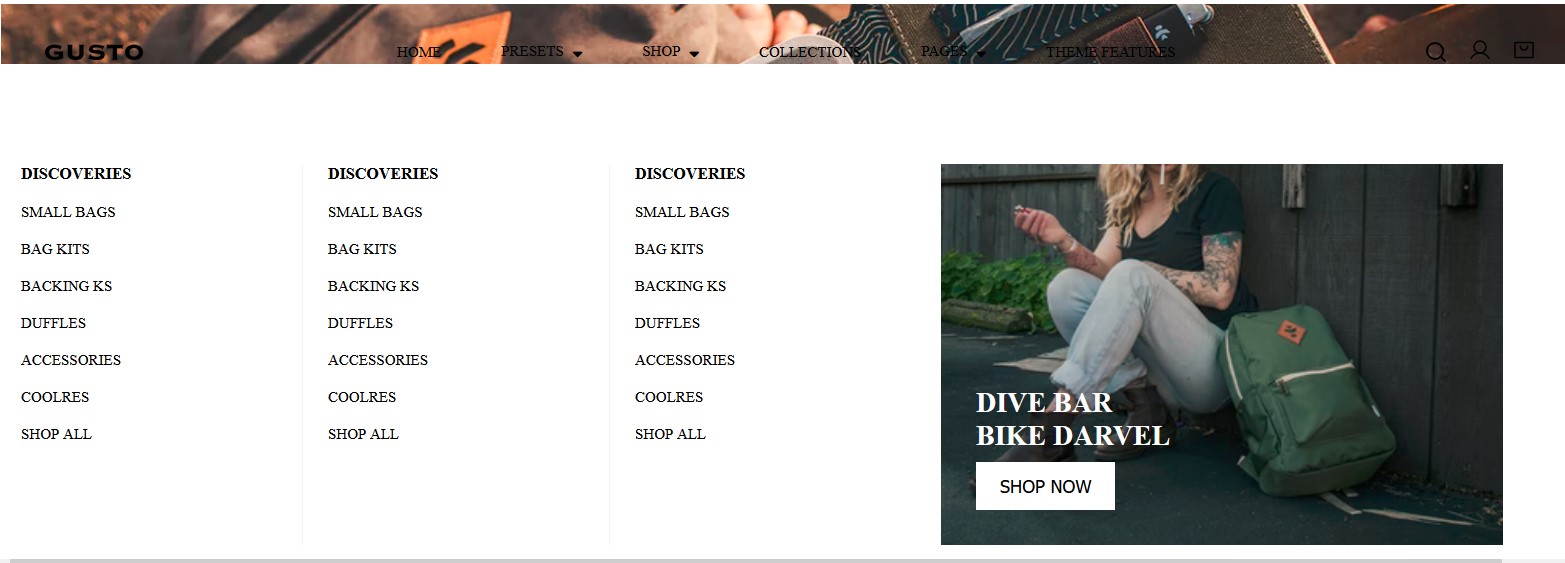 GUSTO
HOME
PRESETS
SHOP
COLLECTIONS
PAGES
THEME FEATURES
DISCOVERIES
SMALL BAGS
BAG KITS
BACKING KS
DUFFLES
ACCESSORIES
COOLRES
SHOP ALL
DISCOVERIES
SMALL BAGS
BAG KITS
BACKING KS
DUFFLES
ACCESSORIES
COOLRES
SHOP ALL
DISCOVERIES
SMALL BAGS
BAG KITS
BACKING KS
DUFFLES
ACCESSORIES
COOLRES
SHOP ALL
DIVE BAR
BIKE DARVEL
SHOP NOW